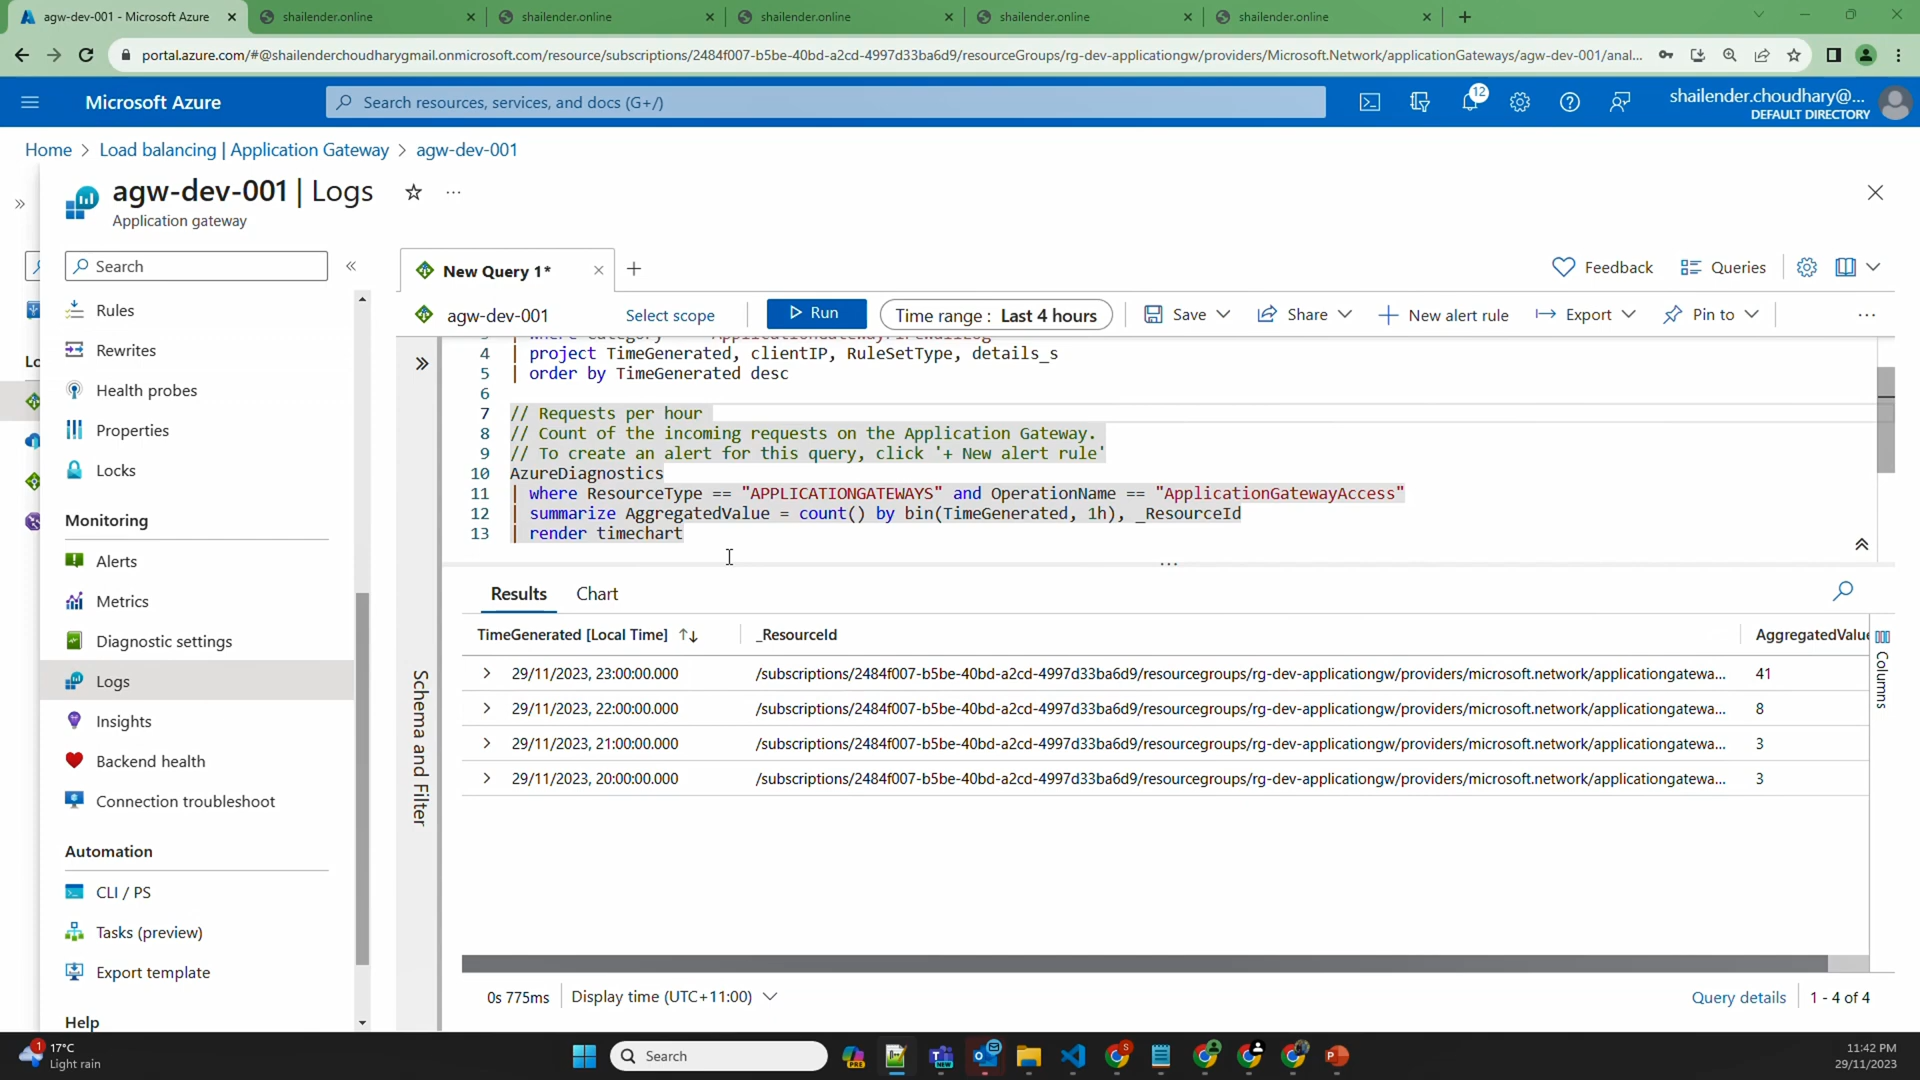 agw-dev-001 - Microsoft Azure
shailender.online
shailender.online
shailender.online
shailender.online
shailender.online
portal.azure.com/#@shailenderchoudharygmail.onmicrosoft.com/resource/subscriptions/2484f007-b5be-40bd-a2cd-4997d33ba6d9/resourceGroups/rg-dev-applicationgw/providers/Microsoft.Network/applicationGateways/agw-dev-001/anal...
Microsoft Azure
Search resources, services, and docs (G+/)
12
shailender.choudhary@...
DEFAULT DIRECTORY
Home > Load balancing | Application Gateway > agw-dev-001
agw-dev-001 | Logs
Application gateway
Search
Rules
Rewrites
Health probes
Properties
Locks
Monitoring
Alerts
Metrics
Diagnostic settings
Logs
Insights
Backend health
Connection troubleshoot
Automation
CLI / PS
Tasks (preview)
Export template
Help
New Query 1*
Feedback
Queries
agw-dev-001
Select scope
Run
Time range : Last 4 hours
Save
Share
New alert rule
Export
Pin to
4 | project TimeGenerated, clientIP, RuleSetType, details_s
5 | order by TimeGenerated desc
6
7 // Requests per hour
8 // Count of the incoming requests on the Application Gateway.
9 // To create an alert for this query, click '+ New alert rule'
10 AzureDiagnostics
11 | where ResourceType == "APPLICATIONGATEWAYS" and OperationName == "ApplicationGatewayAccess"
12 | summarize AggregatedValue = count() by bin(TimeGenerated, 1h), _ResourceId
13 | render timechart
Schema and Filter
Results
Chart
TimeGenerated [Local Time] _ResourceId AggregatedValue
29/11/2023, 23:00:00.000 /subscriptions/2484f007-b5be-40bd-a2cd-4997d33ba6d9/resourcegroups/rg-dev-applicationgw/providers/microsoft.network/applicationgatewa... 41
29/11/2023, 22:00:00.000 /subscriptions/2484f007-b5be-40bd-a2cd-4997d33ba6d9/resourcegroups/rg-dev-applicationgw/providers/microsoft.network/applicationgatewa... 8
29/11/2023, 21:00:00.000 /subscriptions/2484f007-b5be-40bd-a2cd-4997d33ba6d9/resourcegroups/rg-dev-applicationgw/providers/microsoft.network/applicationgatewa... 3
29/11/2023, 20:00:00.000 /subscriptions/2484f007-b5be-40bd-a2cd-4997d33ba6d9/resourcegroups/rg-dev-applicationgw/providers/microsoft.network/applicationgatewa... 3
Columns
0s 775ms
Display time (UTC+11:00)
Query details
1 - 4 of 4
1
17°C
Light rain
Search
11:42 PM
29/11/2023